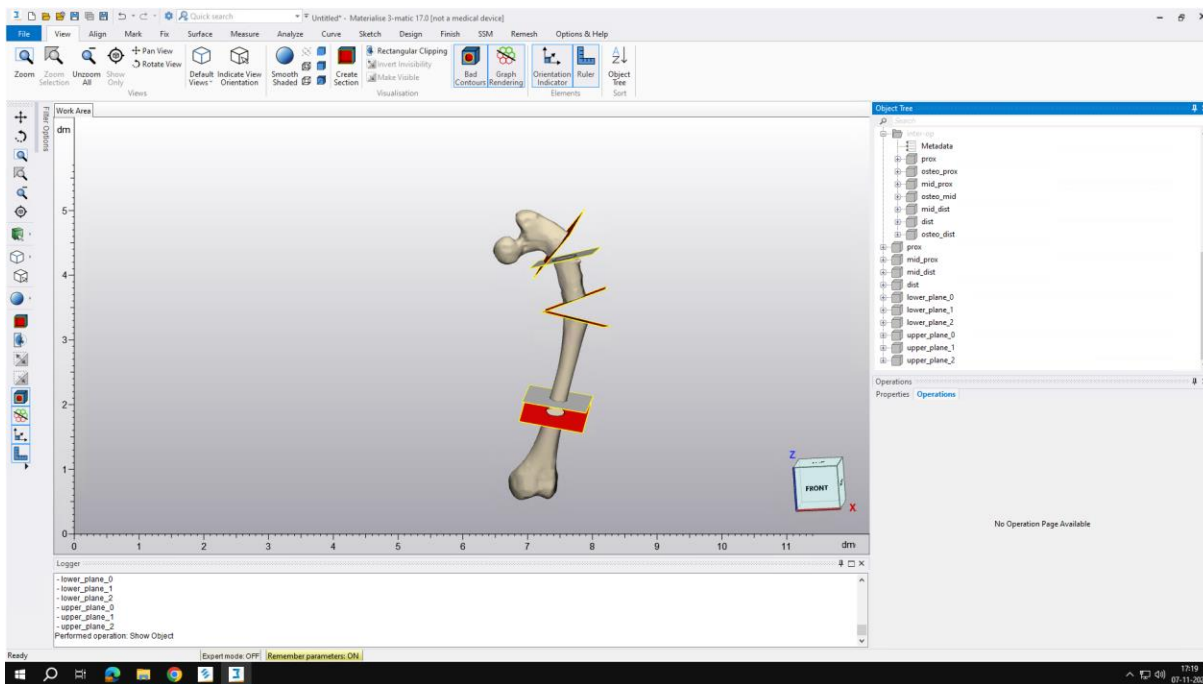 Quick search
Untitled* - Materialise 3-matic 17.0 [not a medical device]
File View Align Mark Fix Surface Measure Analyze Curve Sketch Design Finish SSM Remesh Options & Help
Zoom
Zoom Selection
Unzoom All
Show Only
Pan View
Rotate View
Default Views
Indicate View Orientation
Smooth Shaded
Create Section
Rectangular Clipping
Invert Invisibility
Make Visible
Bad Contours
Graph Rendering
Orientation Indicator
Ruler
Object Tree
Views
Visualisation
Elements
Sort
Filter Options
Work Area
dm
5
4
3
2
1
0
0 1 2 3 4 5 6 7 8 9 10 11 dm
Z
FRONT
X
Object Tree
Search
inter-op
Metadata
prox
osteo_prox
mid_prox
osteo_mid
mid_dist
dist
osteo_dist
prox
mid_prox
mid_dist
dist
lower_plane_0
lower_plane_1
lower_plane_2
upper_plane_0
upper_plane_1
upper_plane_2
Operations
Properties Operations
No Operation Page Available
Logger
- lower_plane_0
- lower_plane_1
- lower_plane_2
- upper_plane_0
- upper_plane_1
- upper_plane_2
Performed operation: Show Object
Ready
Expert mode: OFF Remember parameters: ON
17:19